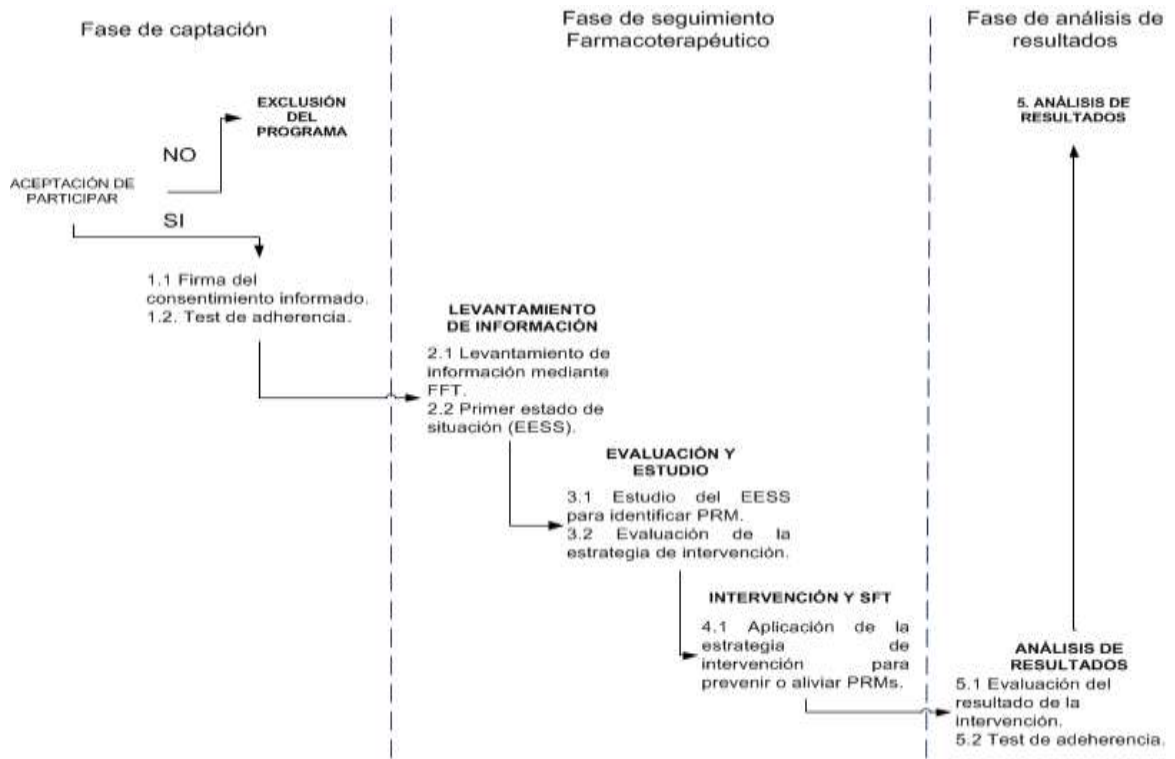 Fase de captación
Fase de seguimiento
Farmacoterapéutico
Fase de análisis de
resultados
EXCLUSIÓN
DEL
PROGRAMA
NO
ACEPTACIÓN DE
PARTICIPAR
SI
1.1 Firma del
consentimiento informado.
1.2. Test de adherencia.
LEVANTAMIENTO
DE INFORMACIÓN
2.1 Levantamiento de
información mediante
FFT.
2.2 Primer estado de
situación (EESS).
EVALUACIÓN Y
ESTUDIO
3.1 Estudio del EESS
para identificar PRM.
3.2 Evaluación de la
estrategia de intervención.
INTERVENCIÓN Y SFT
4.1 Aplicación de la
estrategia de
intervención para
prevenir o aliviar PRMs.
5. ANÁLISIS DE
RESULTADOS
ANÁLISIS DE
RESULTADOS
5.1 Evaluación del
resultado de la
intervención.
5.2 Test de adeherencia.